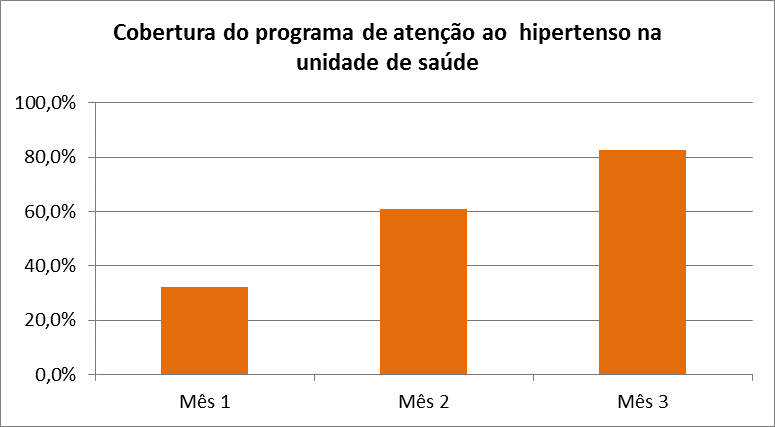 Cobertura do programa de atenção ao  hipertenso na
unidade de saúde
100,0%
80,0%
60,0%
40,0%
20,0%
0,0%
Mês 1
Mês 2
Mês 3